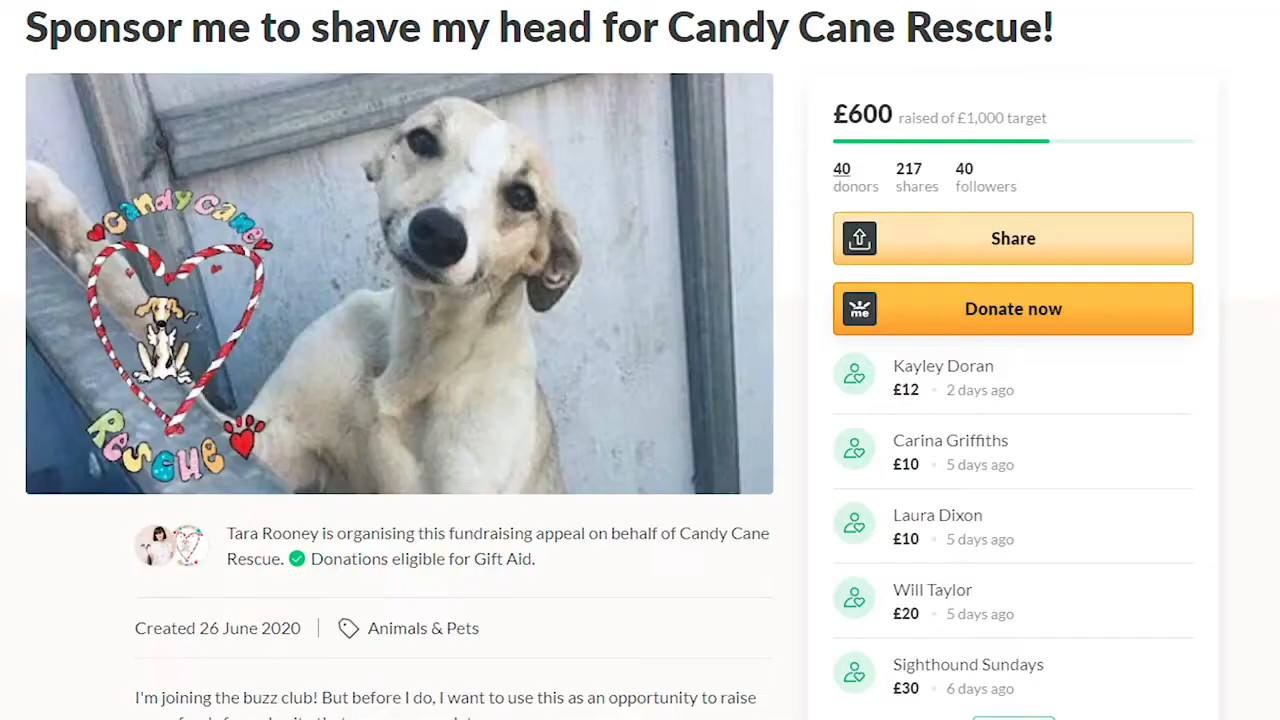 Sponsor me to shave my head for Candy Cane Rescue!
Candy Cane
Rescue
Tara Rooney is organising this fundraising appeal on behalf of Candy Cane
Rescue. Donations eligible for Gift Aid.
Created 26 June 2020
Animals & Pets
I'm joining the buzz club! But before I do, I want to use this as an opportunity to raise
£600 raised of £1,000 target
40 217 40
donors shares followers
Share
me Donate now
Kayley Doran
£12 • 2 days ago
Carina Griffiths
£10 • 5 days ago
Laura Dixon
£10 • 5 days ago
Will Taylor
£20 • 5 days ago
Sighthound Sundays
£30 • 6 days ago